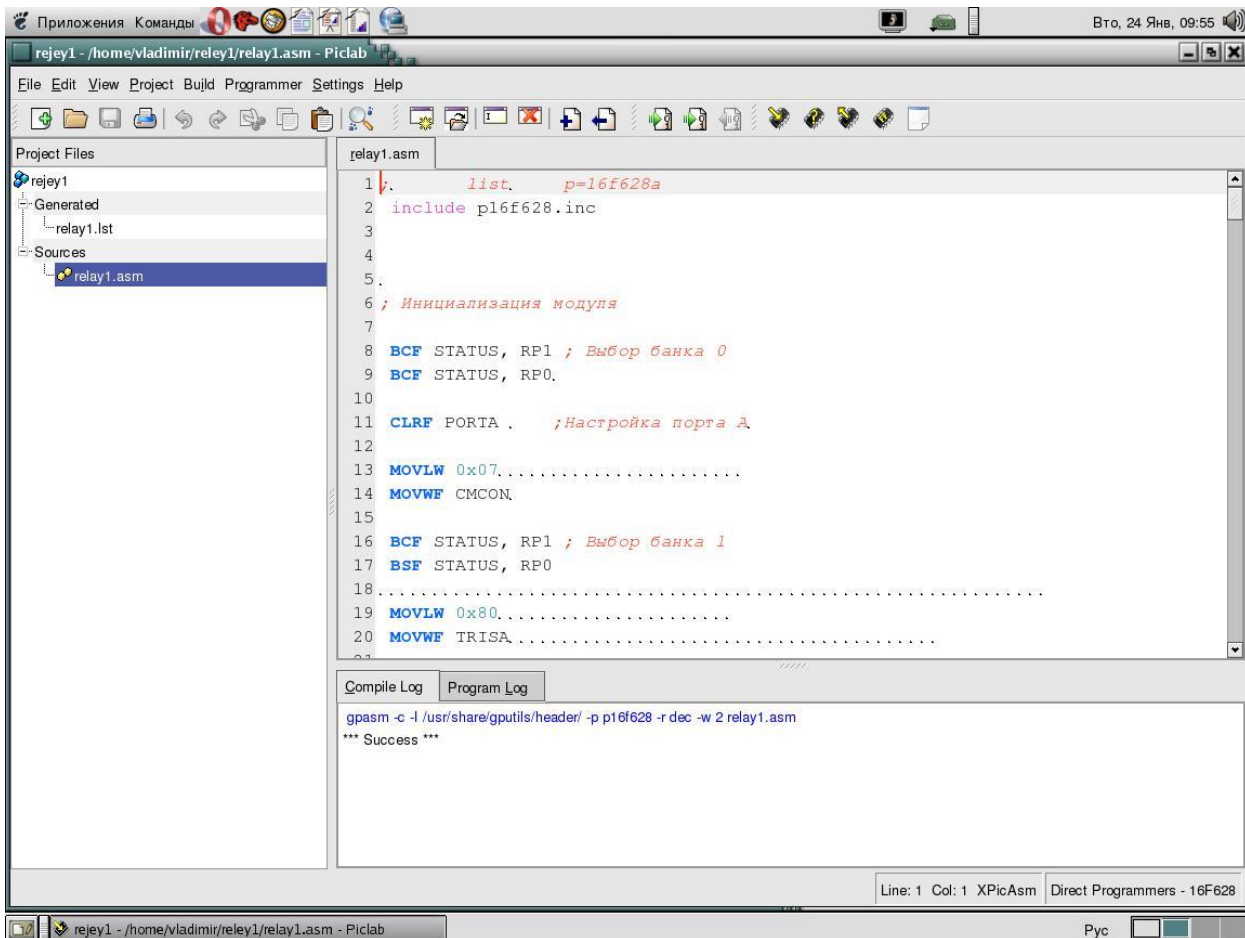 Приложения Команды Вто, 24 Янв, 09:55
rejey1 - /home/vladimir/reley1/relay1.asm - Piclab
File Edit View Project Build Programmer Settings Help
Project Files
rejey1
Generated
relay1.lst
Sources
relay1.asm
relay1.asm
1 ;. list. p=16f628a
2 include p16f628.inc
3
4
5 .
6 ; Инициализация модуля
7
8 BCF STATUS, RP1 ; Выбор банка 0
9 BCF STATUS, RP0.
10
11 CLRF PORTA . ;Настройка порта A.
12
13 MOVLW 0x07.......................
14 MOVWF CMCON.
15
16 BCF STATUS, RP1 ; Выбор банка 1
17 BSF STATUS, RP0
18 ...............................................................
19 MOVLW 0x80......................
20 MOVWF TRISA........................................
Compile Log Program Log
gpasm -c -I /usr/share/gputils/header/ -p p16f628 -r dec -w 2 relay1.asm
*** Success ***
Line: 1 Col: 1 XPicAsm Direct Programmers - 16F628
rejey1 - /home/vladimir/reley1/relay1.asm - Piclab Рус